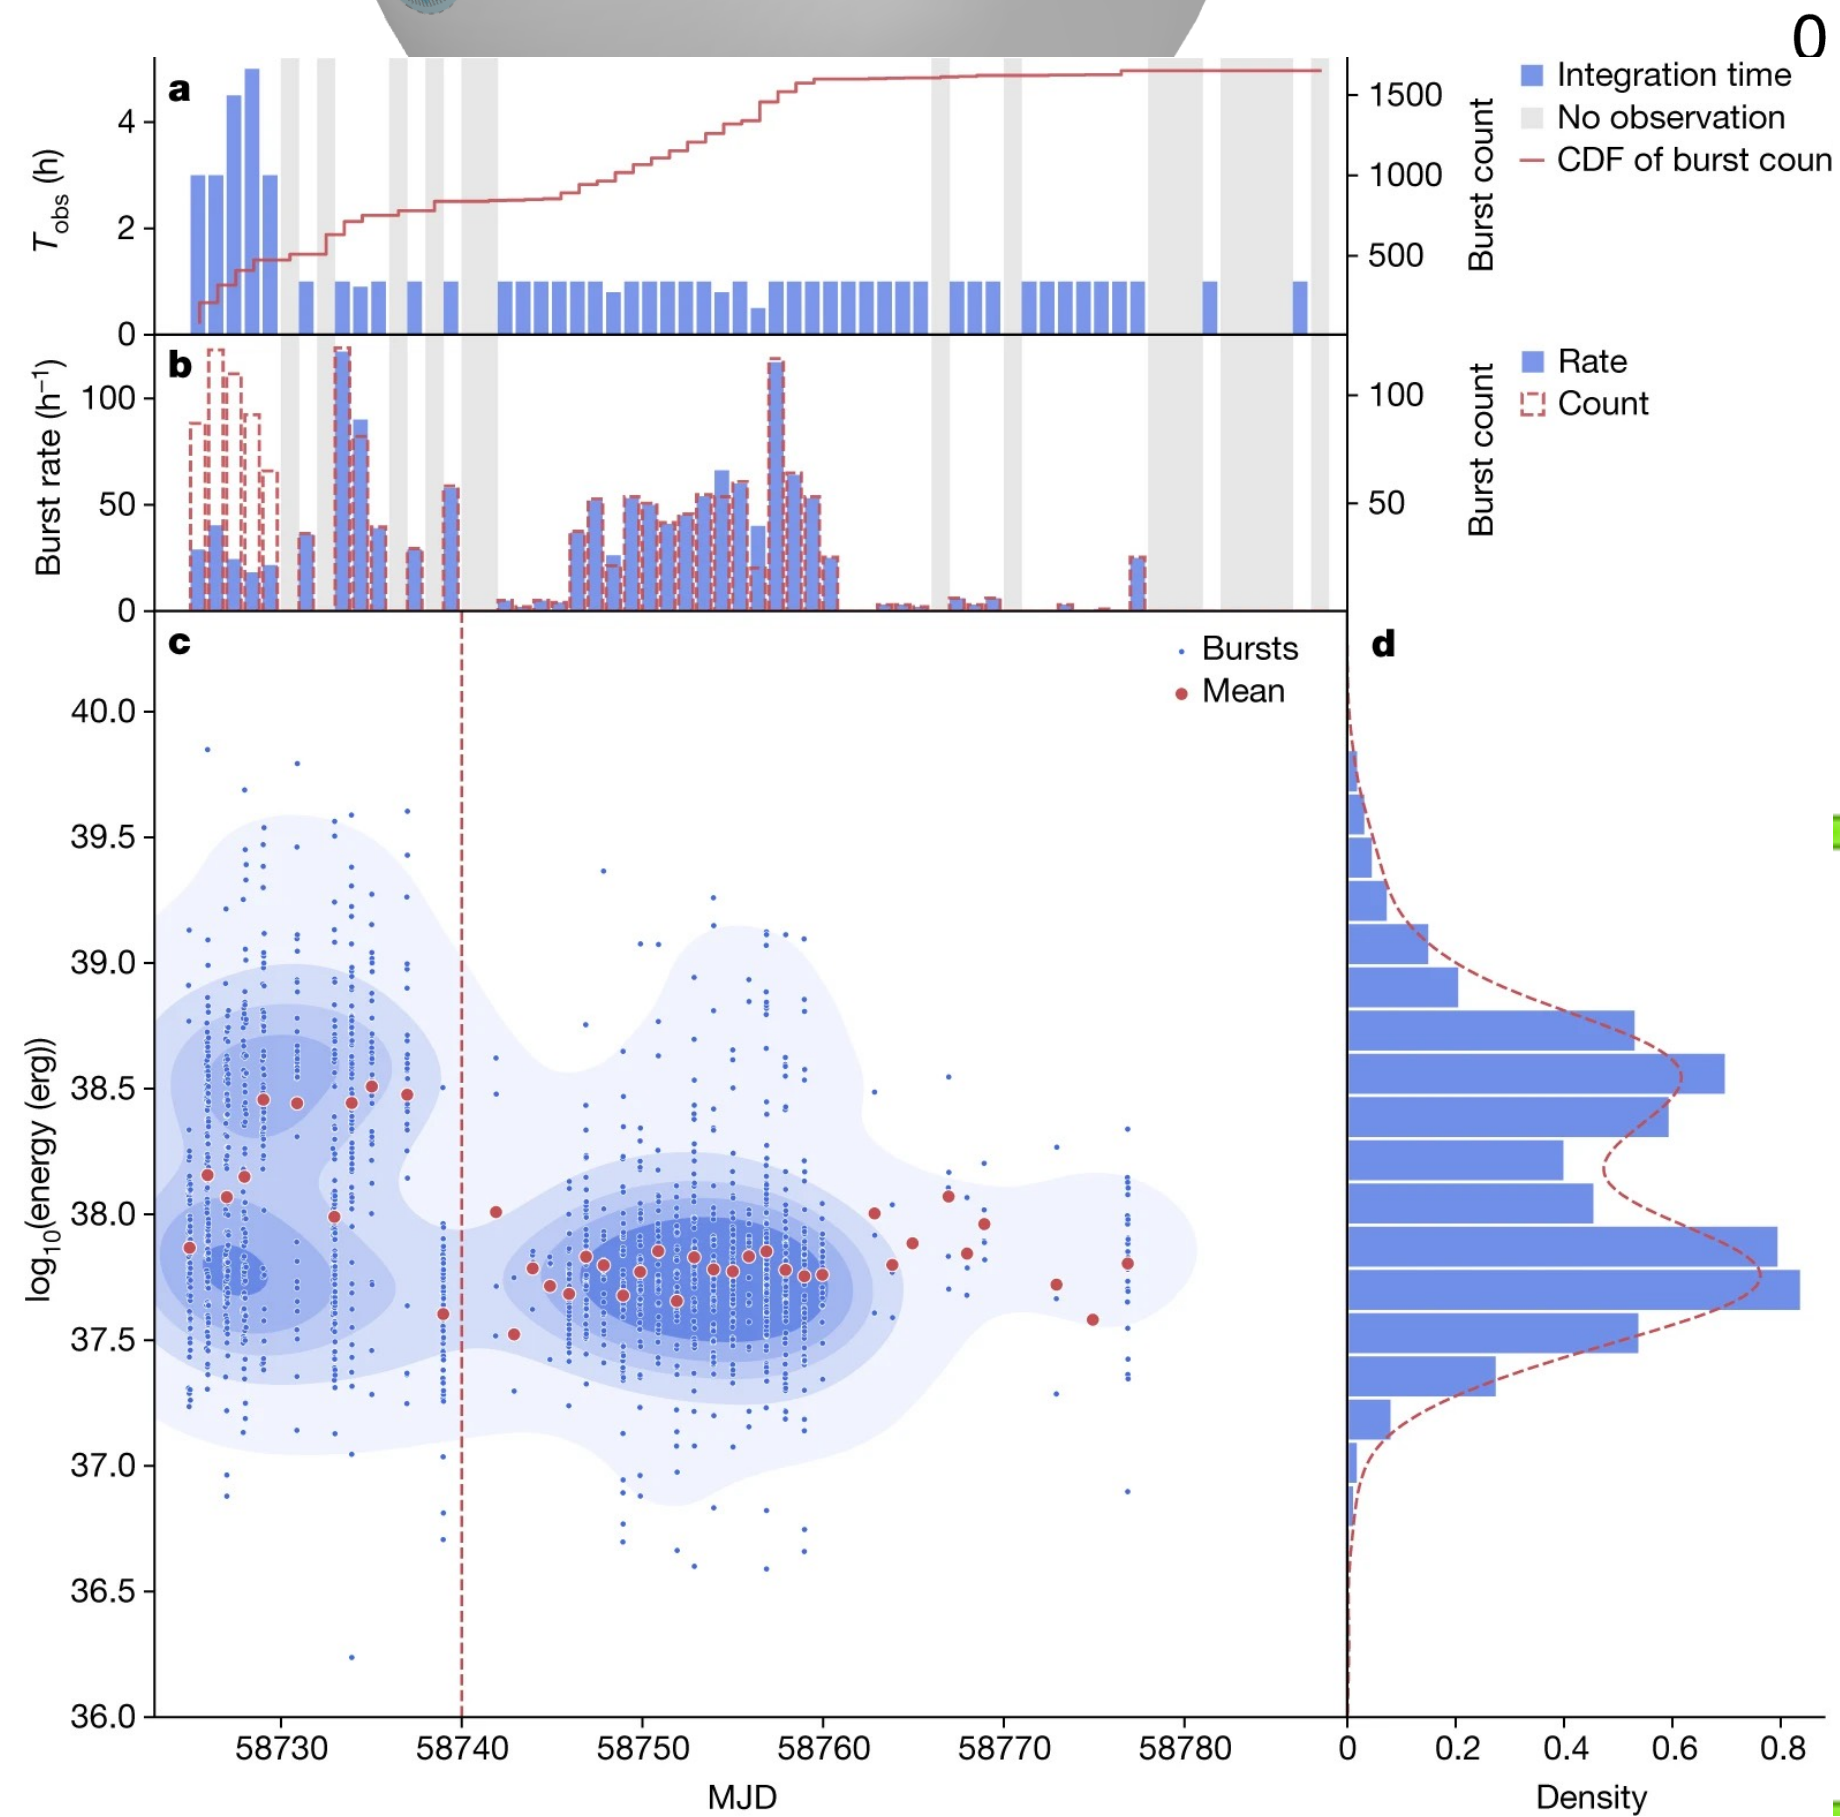 0
a
4
2
0
T obs (h)
1500
1000
500
Burst count
Integration time
No observation
CDF of burst coun
b
100
50
0
Burst rate (h−1)
100
50
Burst count
Rate
Count
c
Bursts
Mean
40.0
39.5
39.0
38.5
38.0
37.5
37.0
36.5
36.0
log10(energy (erg))
58730 58740 58750 58760 58770 58780
MJD
d
0 0.2 0.4 0.6 0.8
Density